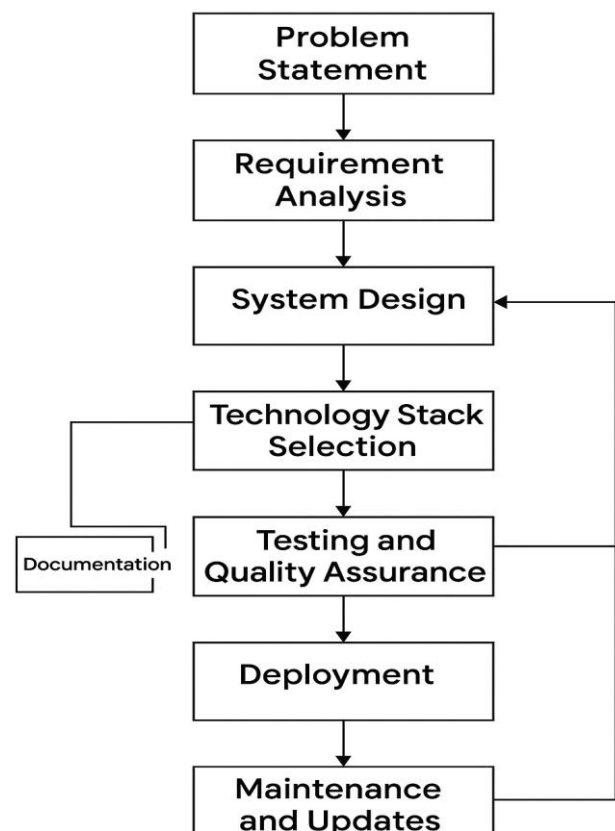 Problem
Statement
Requirement
Analysis
System Design
Technology Stack
Selection
Documentation
Testing and
Quality Assurance
Deployment
Maintenance
and Updates